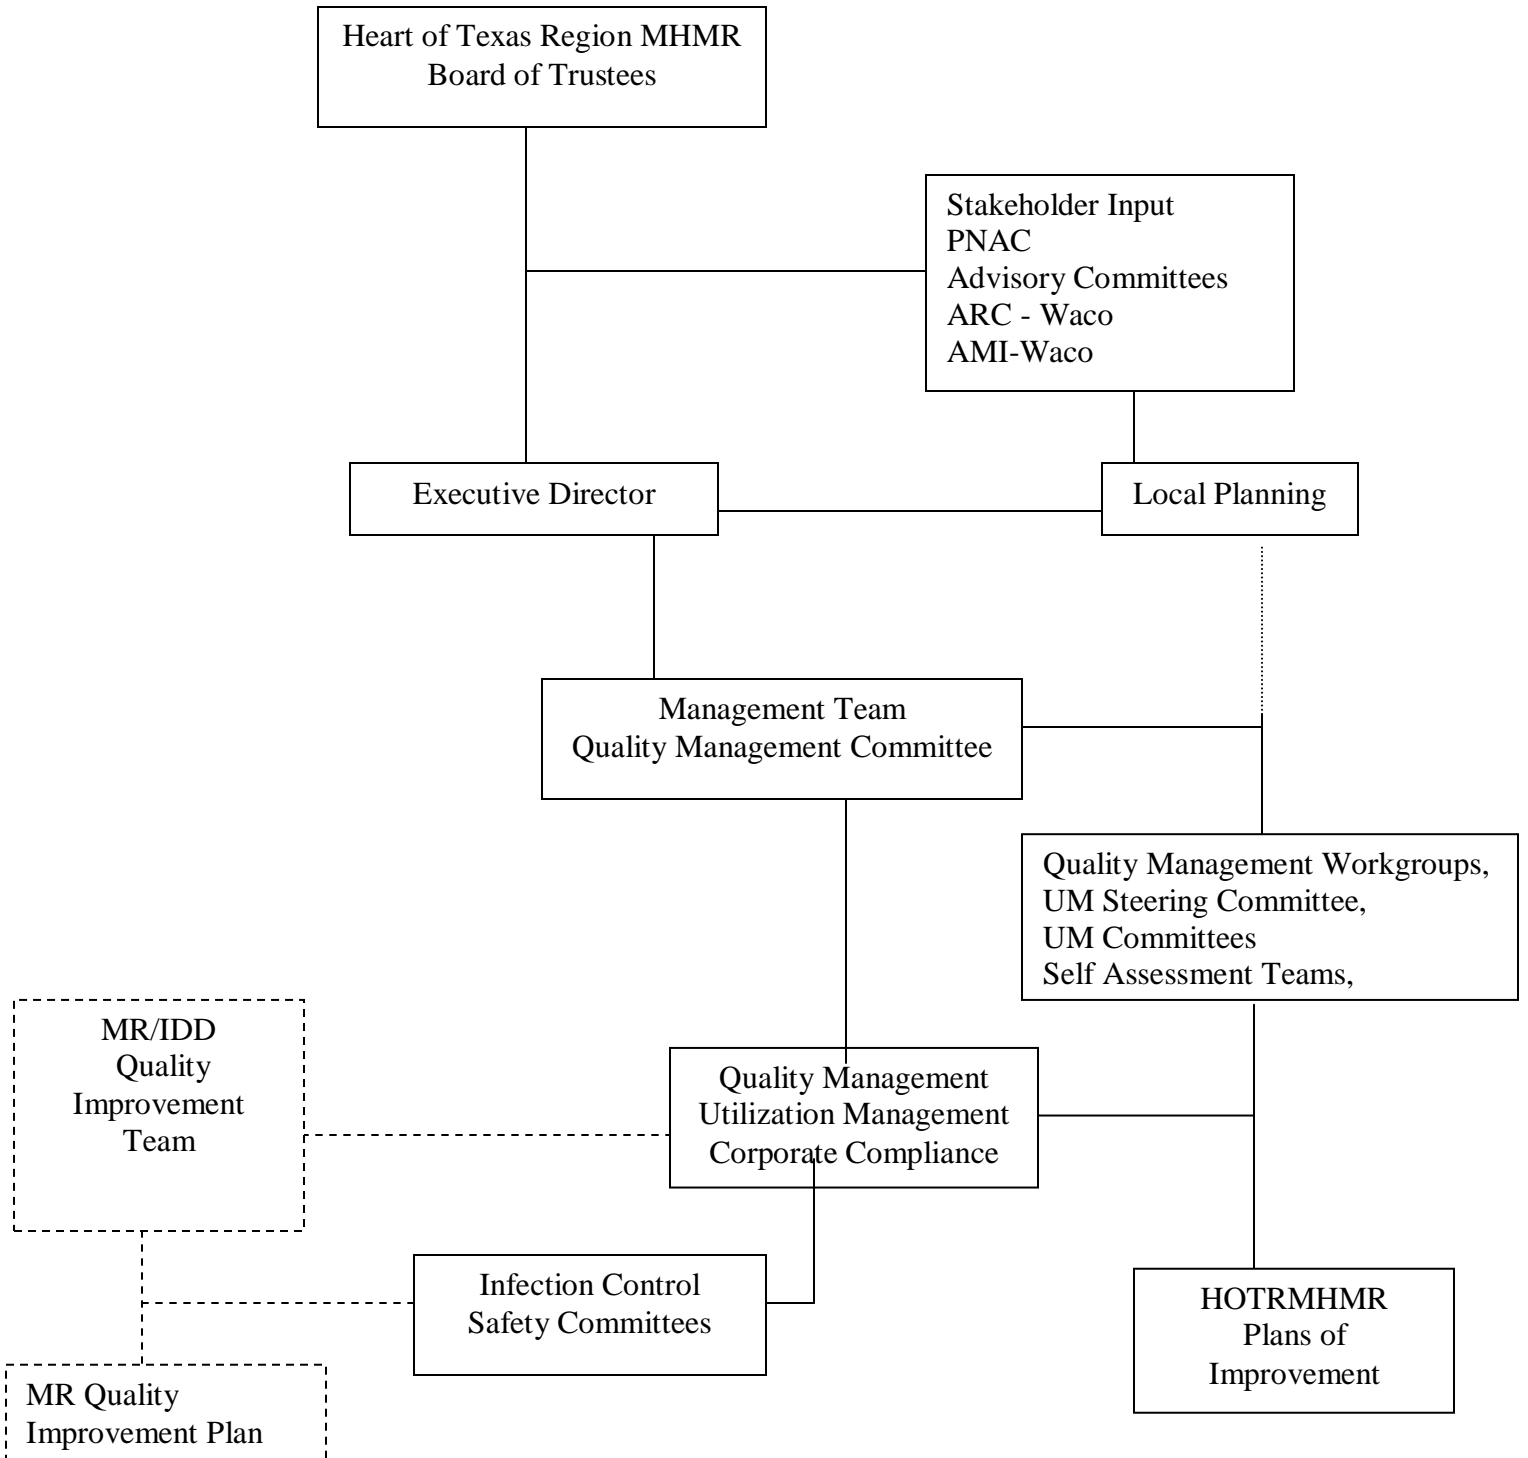 Heart of Texas Region MHMR
Board of Trustees
Stakeholder Input
PNAC
Advisory Committees
ARC - Waco
AMI-Waco
Executive Director
Local Planning
Management Team
Quality Management Committee
Quality Management Workgroups,
UM Steering Committee,
UM Committees
Self Assessment Teams,
MR/IDD
Quality
Improvement
Team
Quality Management
Utilization Management
Corporate Compliance
Infection Control
Safety Committees
HOTRMHMR
Plans of
Improvement
MR Quality
Improvement Plan